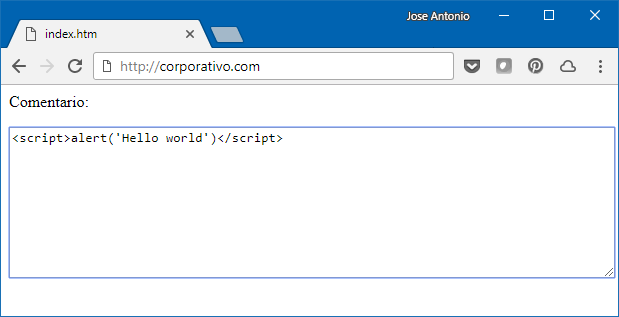 Jose Antonio
index.htm
http://corporativo.com
Comentario:
<script>alert('Hello world')</script>